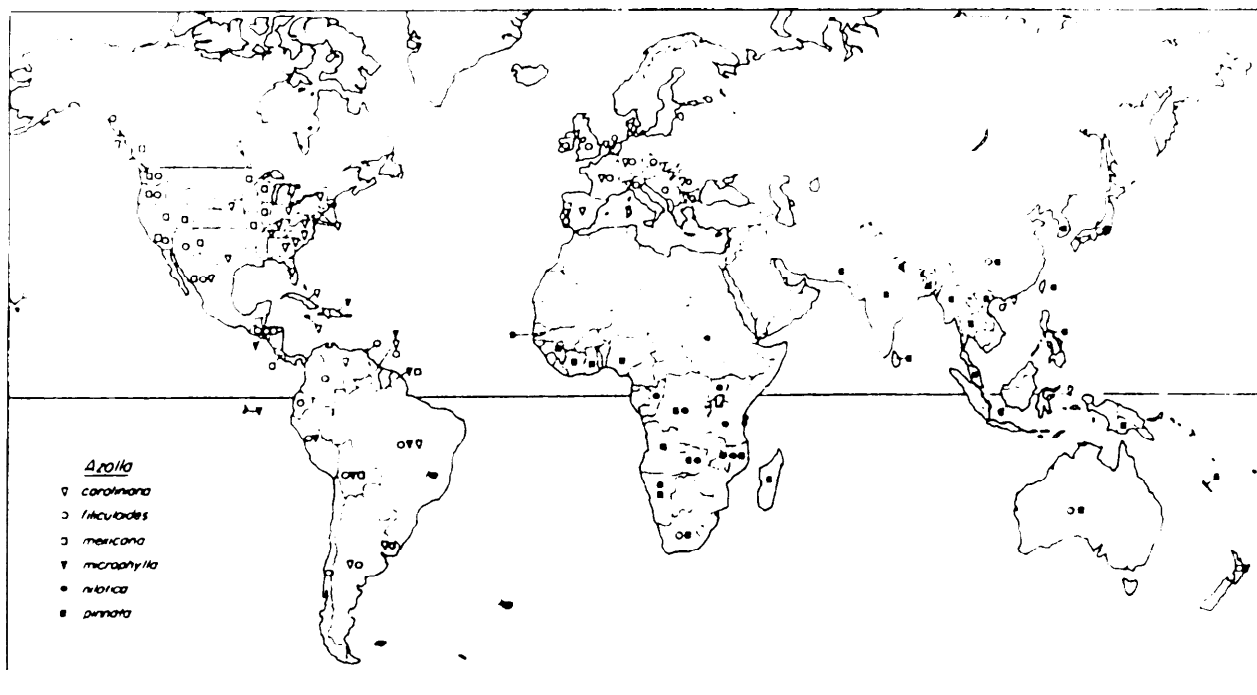 Azolla
caroliniana
filiculoides
mexicana
microphylla
nilotica
pinnata